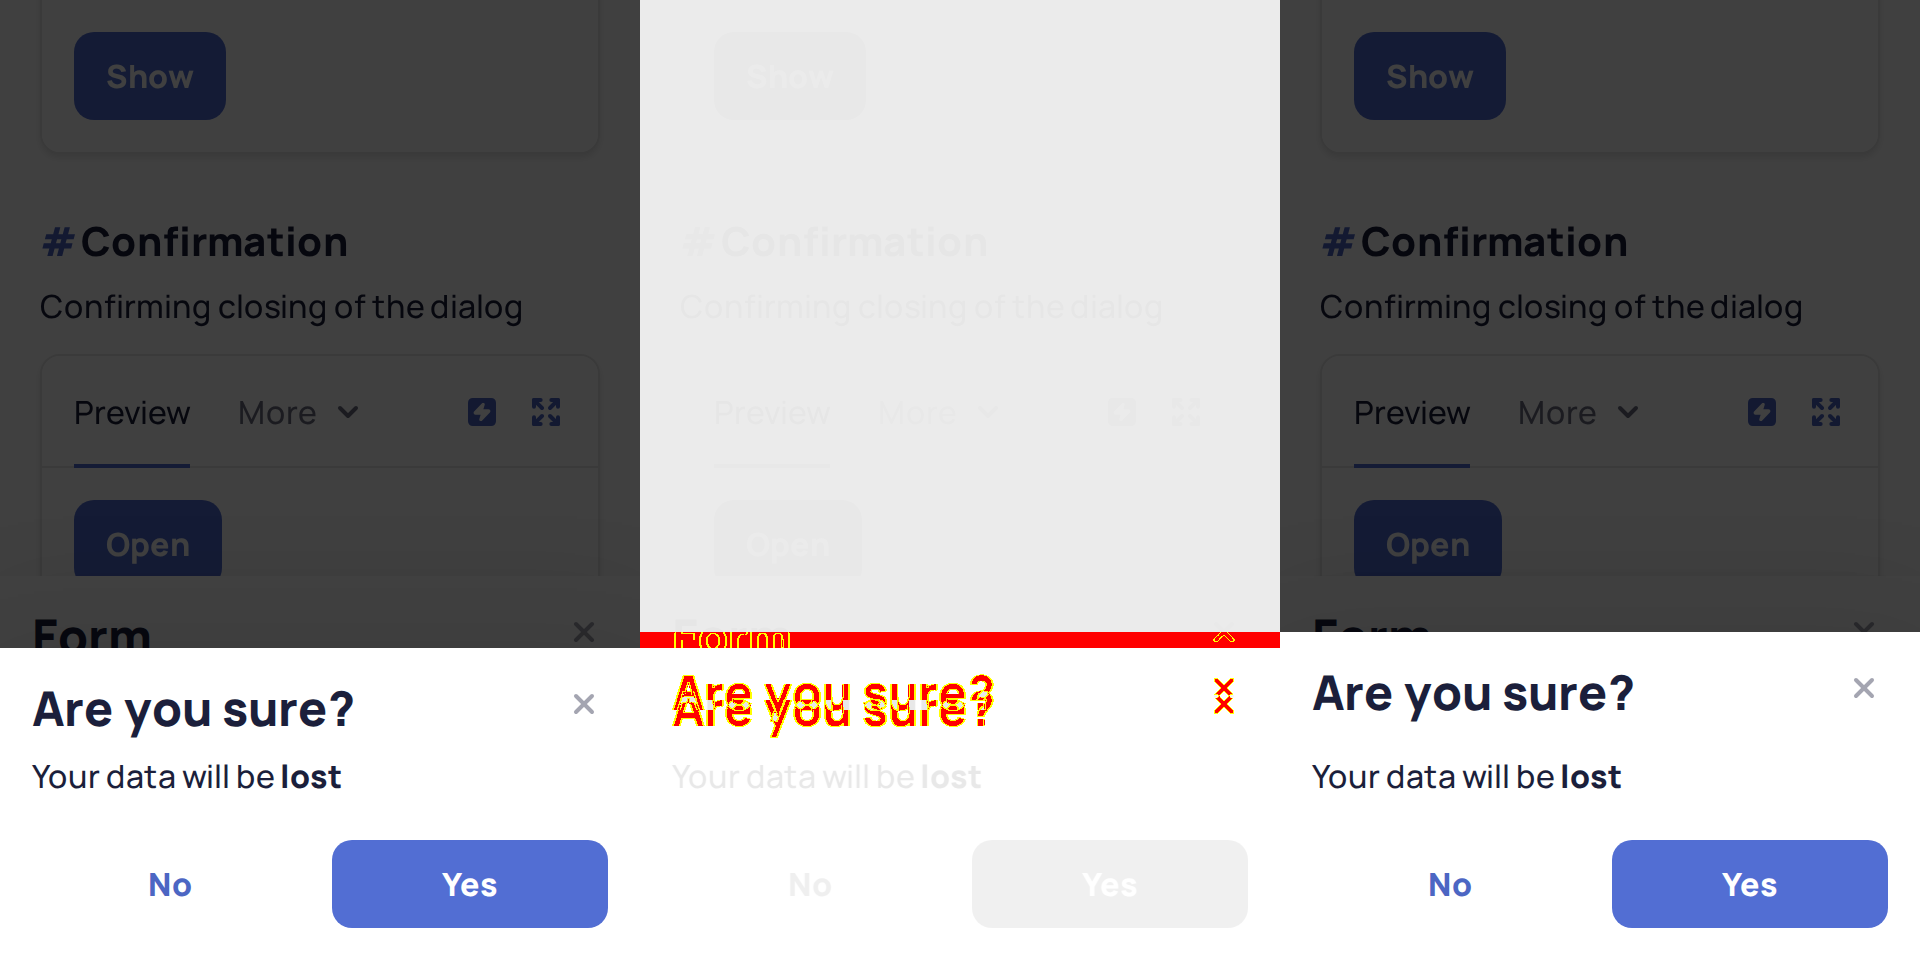 Show
#Confirmation
Confirming closing of the dialog
Preview More
Open
Form
Are you sure?
Your data will be lost
No Yes
Show
#Confirmation
Confirming closing of the dialog
Preview More
Open
Form
Are you sure?
Are you sure?
Your data will be lost
No Yes
Show
#Confirmation
Confirming closing of the dialog
Preview More
Open
Form
Are you sure?
Your data will be lost
No Yes